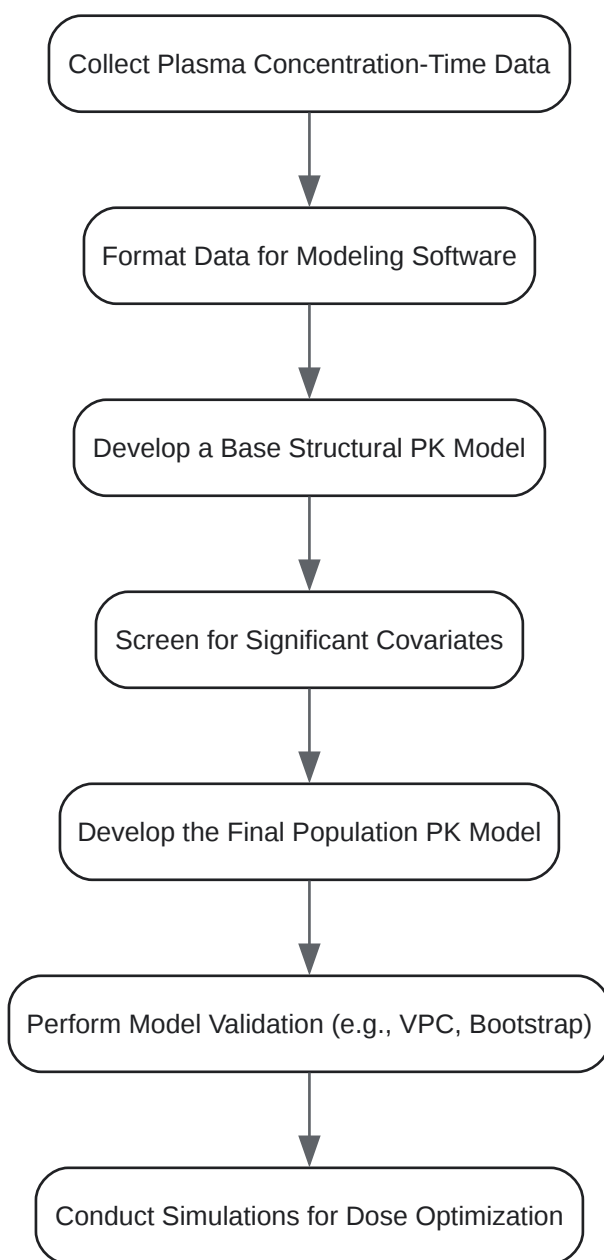 Collect Plasma Concentration-Time Data
Format Data for Modeling Software
Develop a Base Structural PK Model
Screen for Significant Covariates
Develop the Final Population PK Model
Perform Model Validation (e.g., VPC, Bootstrap)
Conduct Simulations for Dose Optimization